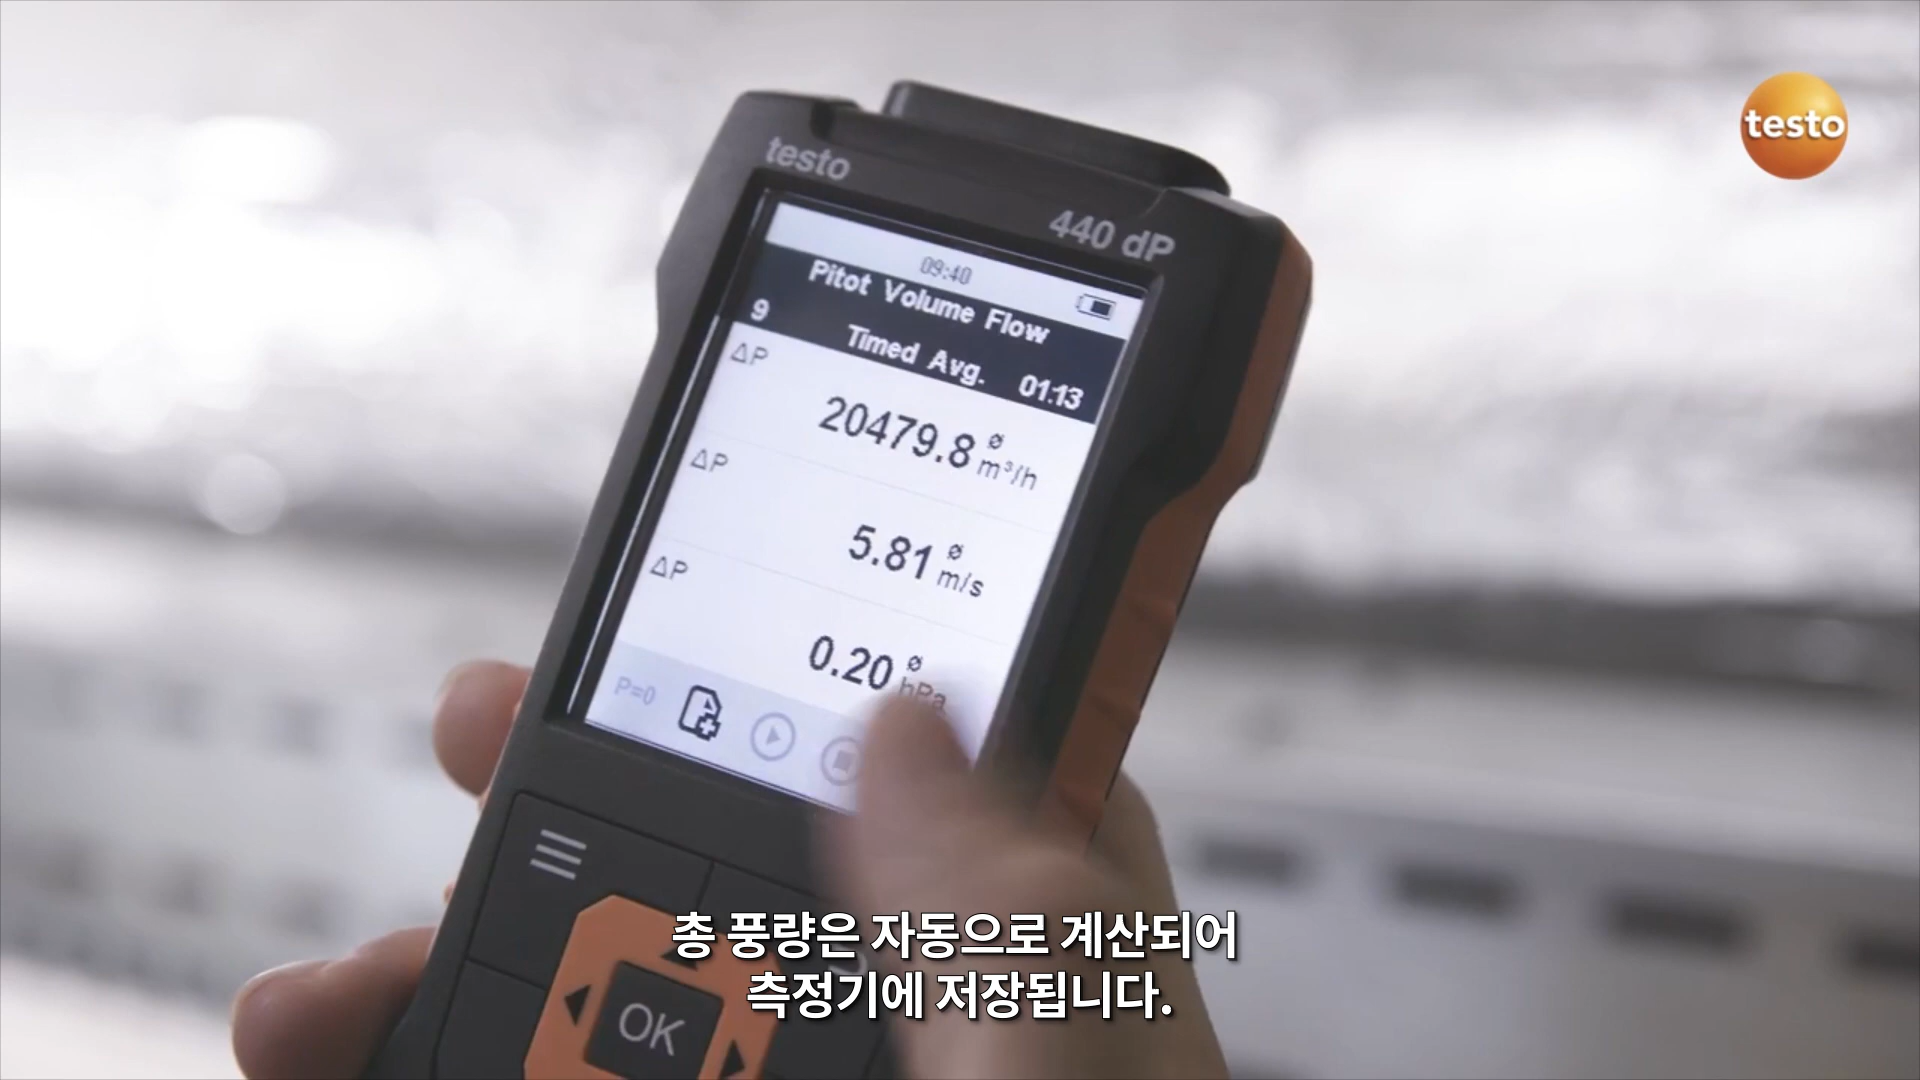 testo
testo
440 dP
09:40
Pitot Volume Flow
9 Timed Avg. 01:13
ΔP
20479.8 ø m³/h
ΔP
5.81 ø m/s
ΔP
0.20 ø hPa
P=0
OK
총 풍량은 자동으로 계산되어
측정기에 저장됩니다.